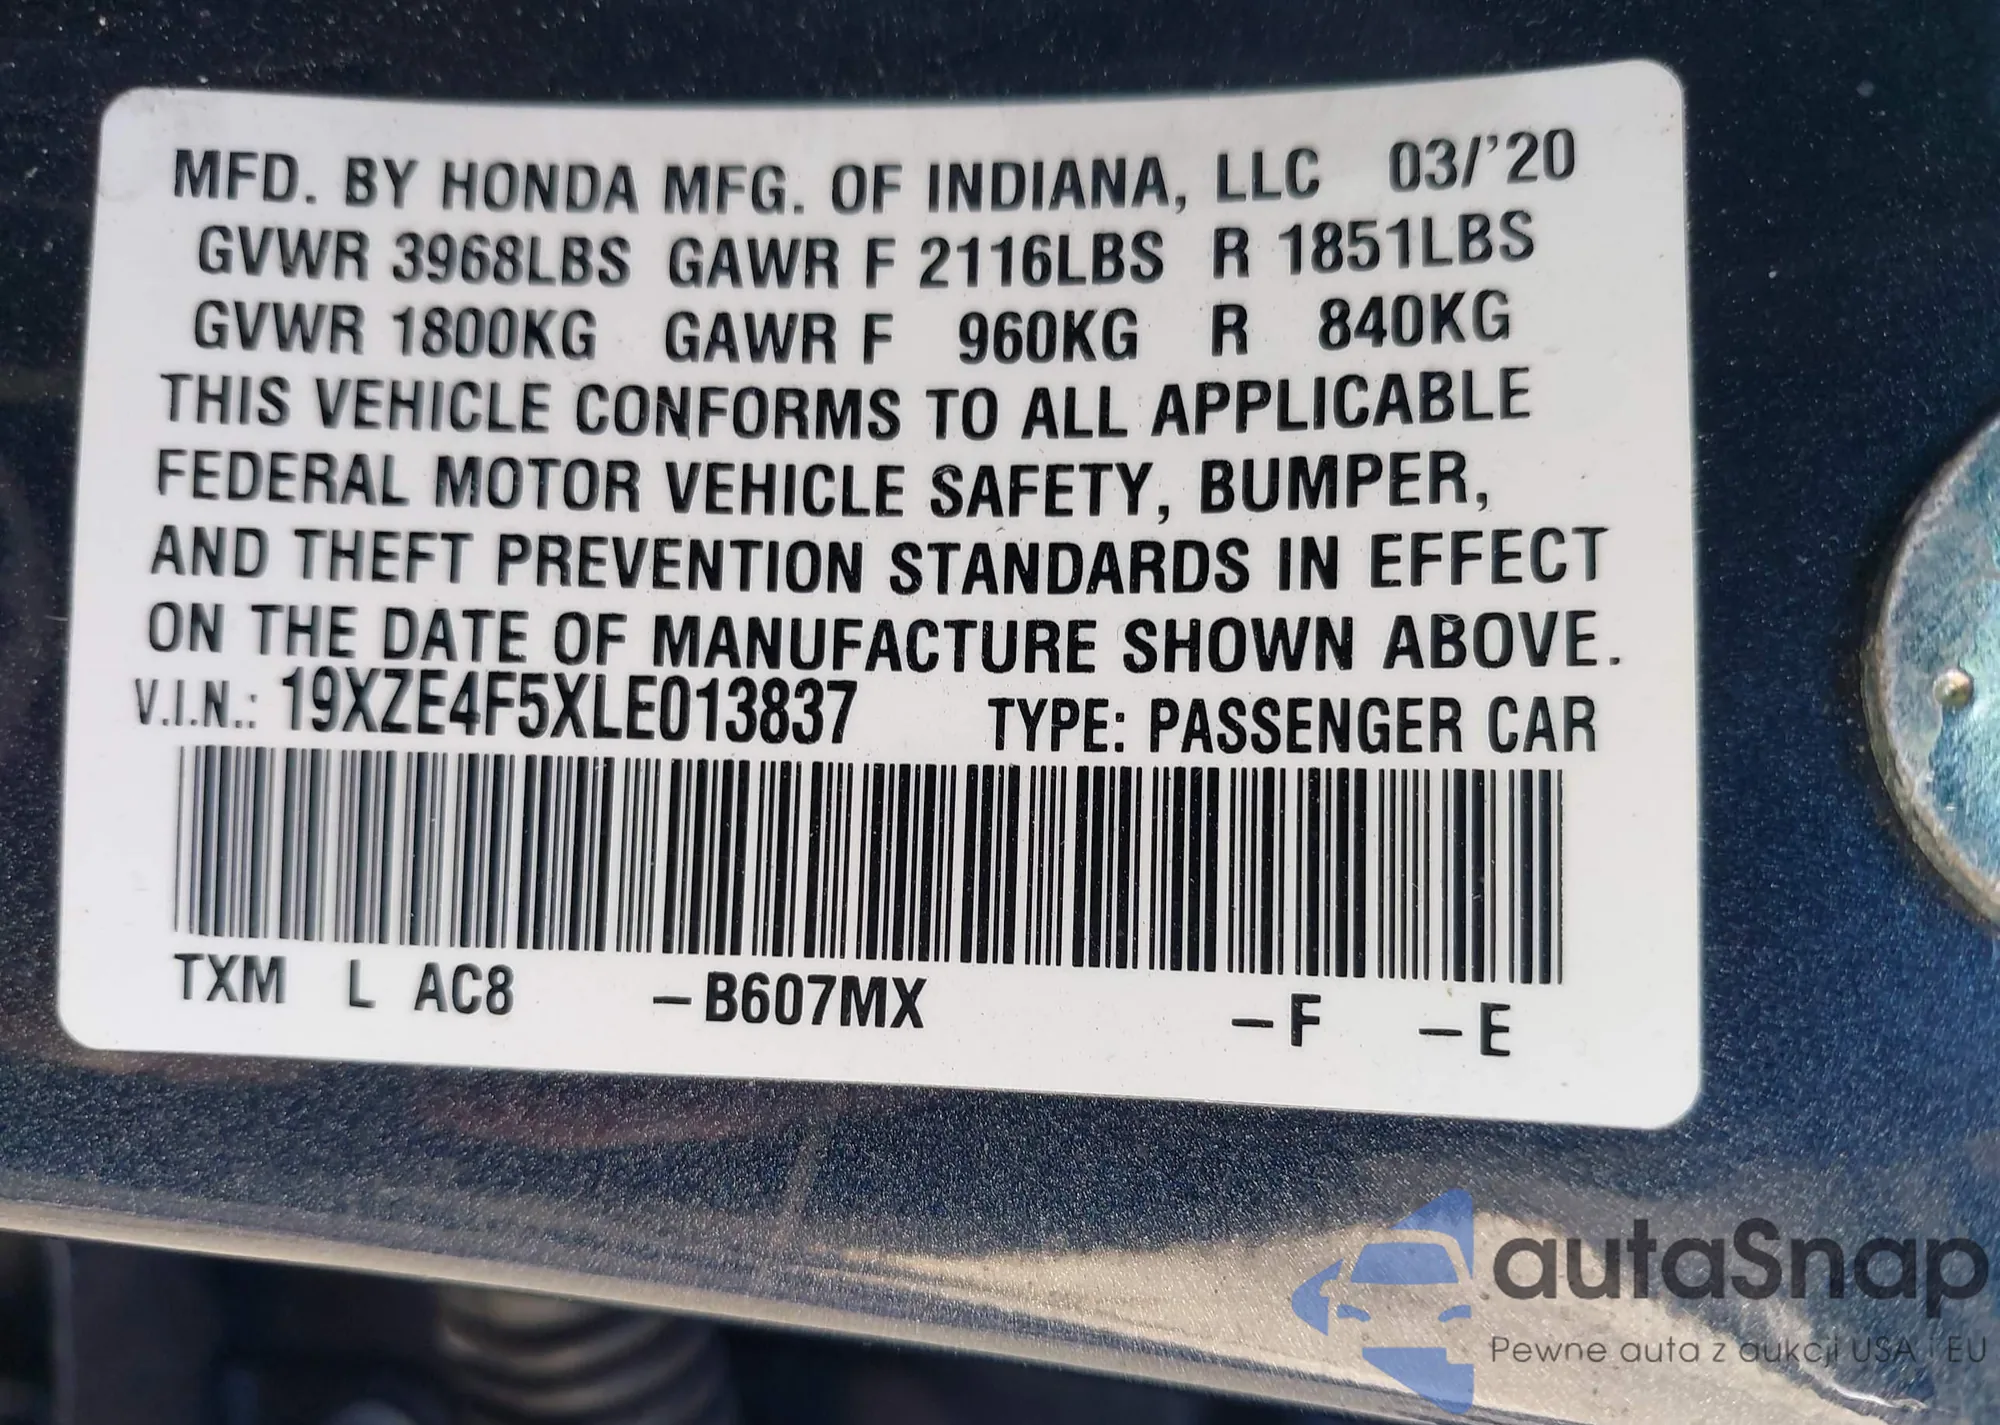 MFD. BY HONDA MFG. OF INDIANA, LLC 03/'20
GVWR 3968LBS GAWR F 2116LBS R 1851LBS
GVWR 1800KG GAWR F 960KG R 840KG
THIS VEHICLE CONFORMS TO ALL APPLICABLE
FEDERAL MOTOR VEHICLE SAFETY, BUMPER,
AND THEFT PREVENTION STANDARDS IN EFFECT
ON THE DATE OF MANUFACTURE SHOWN ABOVE.
V.I.N.: 19XZE4F5XLE013837 TYPE: PASSENGER CAR
TXM L AC8 –B607MX –F –E
autaSnap
Pewne auta z aukcji USA i EU